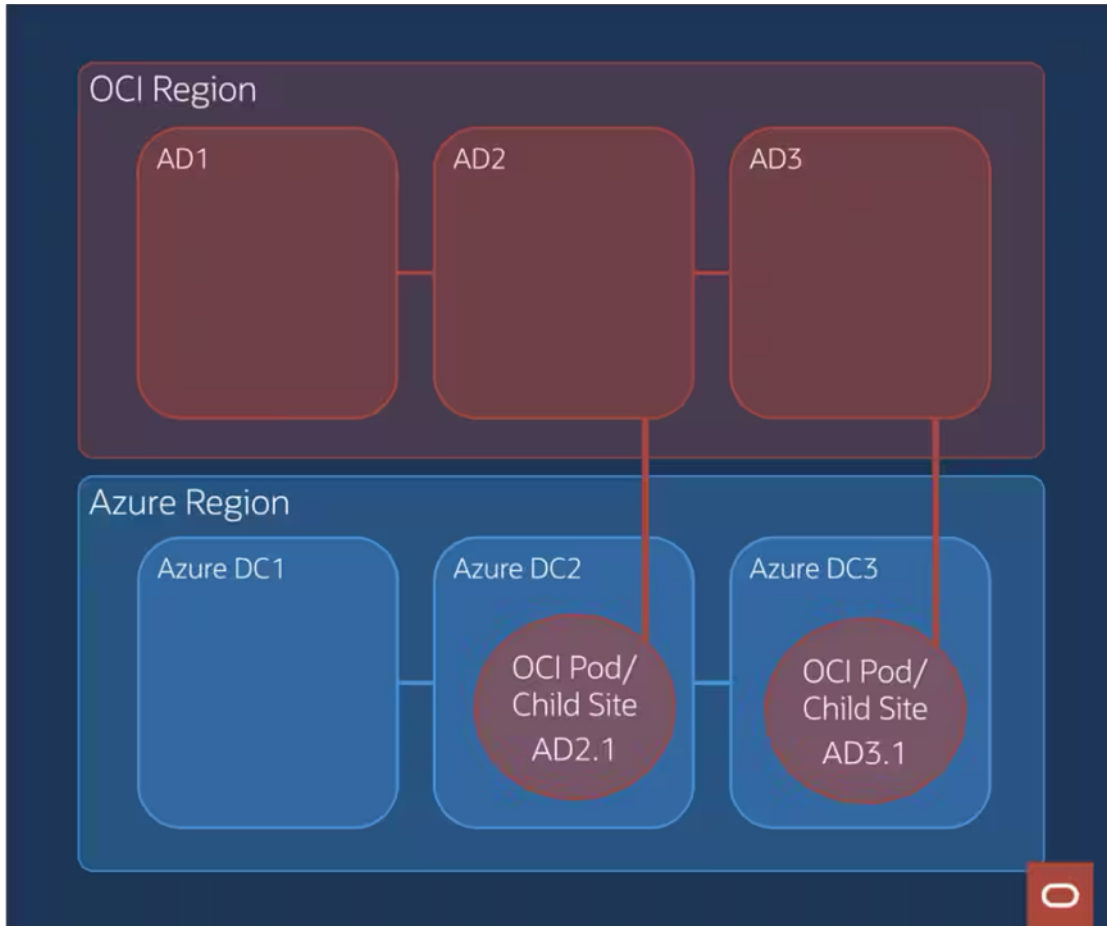 OCI Region
AD1
AD2
AD3
Azure Region
Azure DC1
Azure DC2
Azure DC3
OCI Pod/
Child Site
AD2.1
OCI Pod/
Child Site
AD3.1